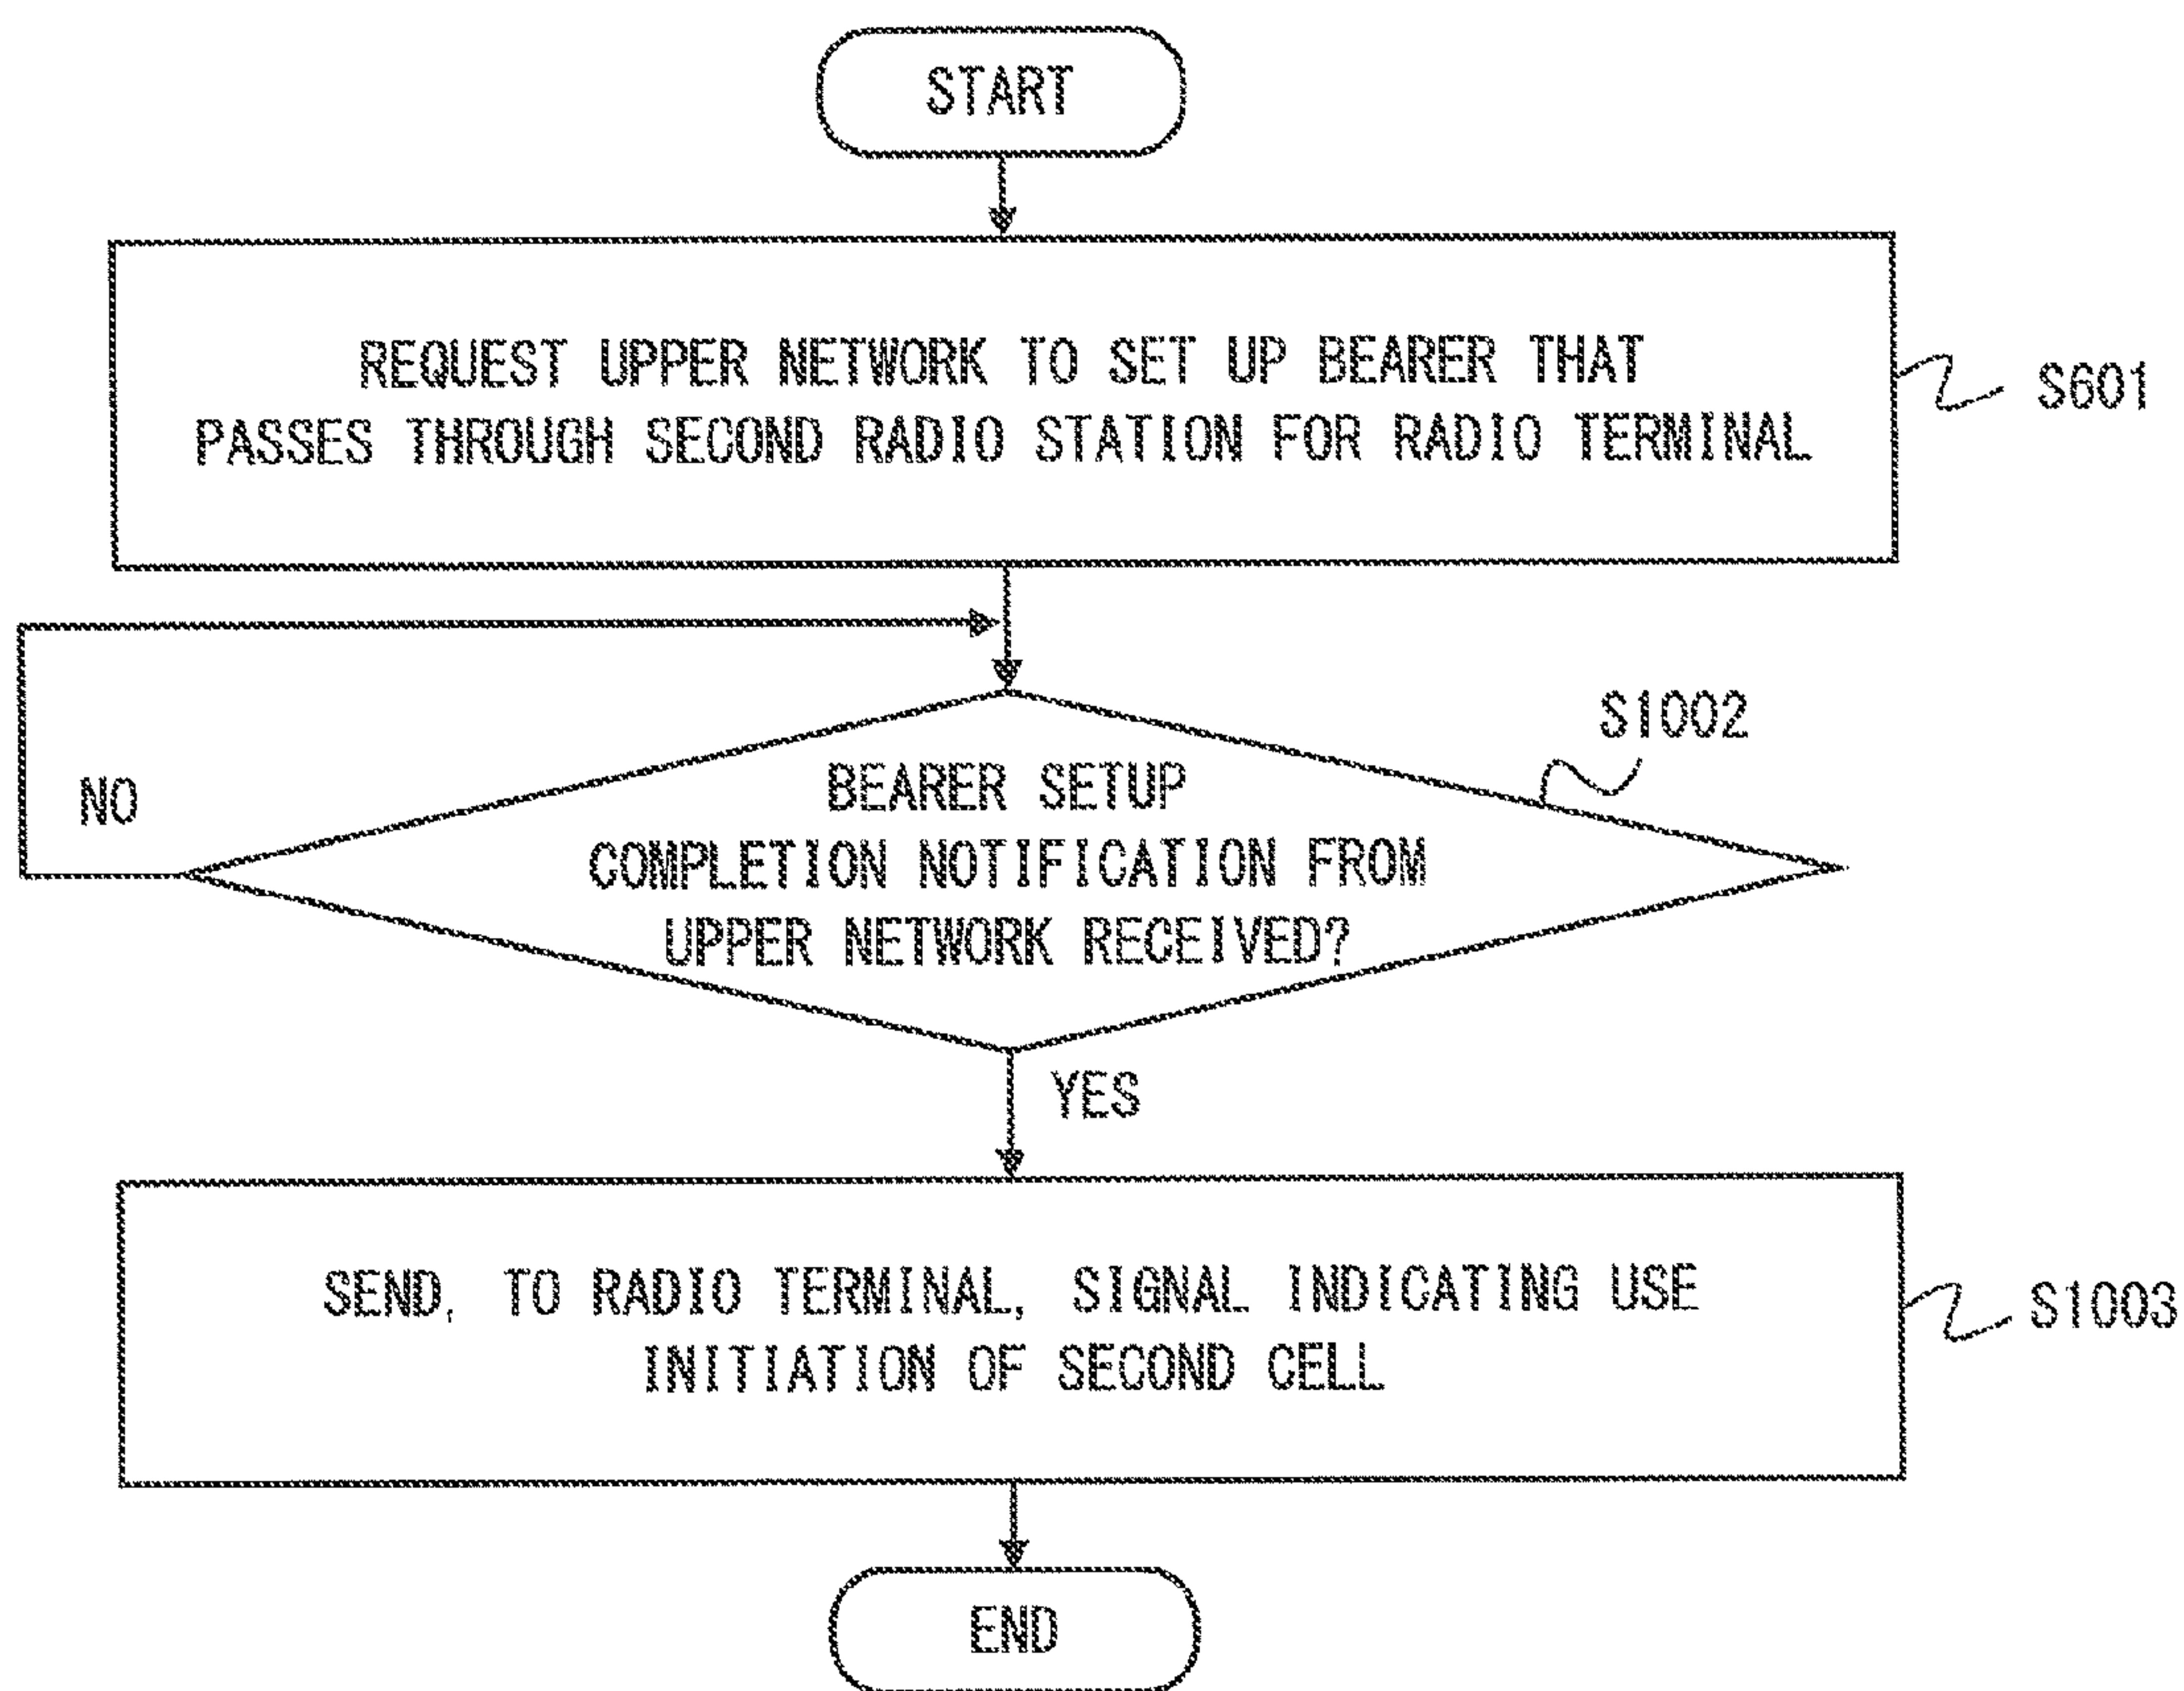 START
REQUEST UPPER NETWORK TO SET UP BEARER THAT
PASSES THROUGH SECOND RADIO STATION FOR RADIO TERMINAL
S601
S1002
NO
BEARER SETUP
COMPLETION NOTIFICATION FROM
UPPER NETWORK RECEIVED?
YES
SEND, TO RADIO TERMINAL, SIGNAL INDICATING USE
INITIATION OF SECOND CELL
S1003
END